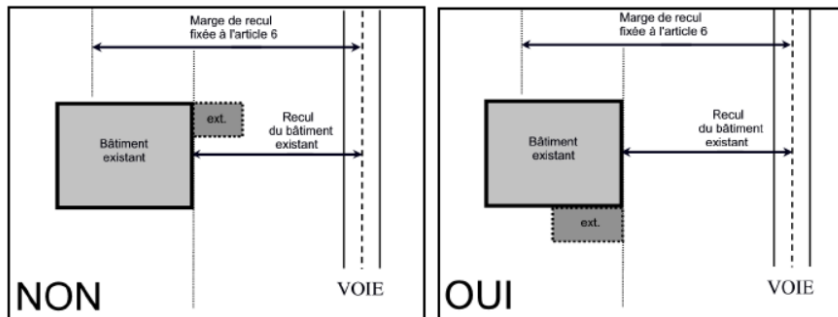 Marge de recul
fixée à l'article 6
ext.
Bâtiment
existant
Recul
du bâtiment
existant
NON
VOIE
Marge de recul
fixée à l'article 6
Bâtiment
existant
Recul
du bâtiment
existant
ext.
OUI
VOIE